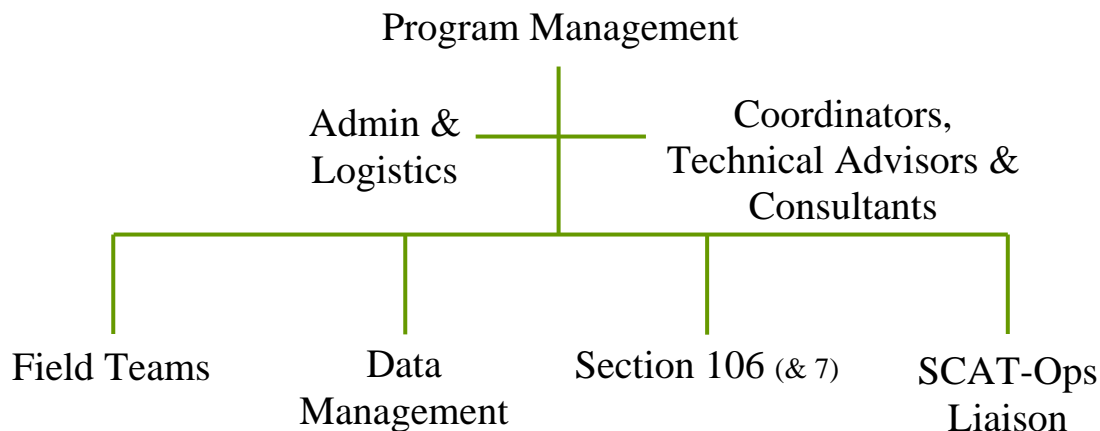 Program Management
Admin &
Logistics
Coordinators,
Technical Advisors &
Consultants
Field Teams
Data
Management
Section 106 (& 7)
SCAT-Ops
Liaison